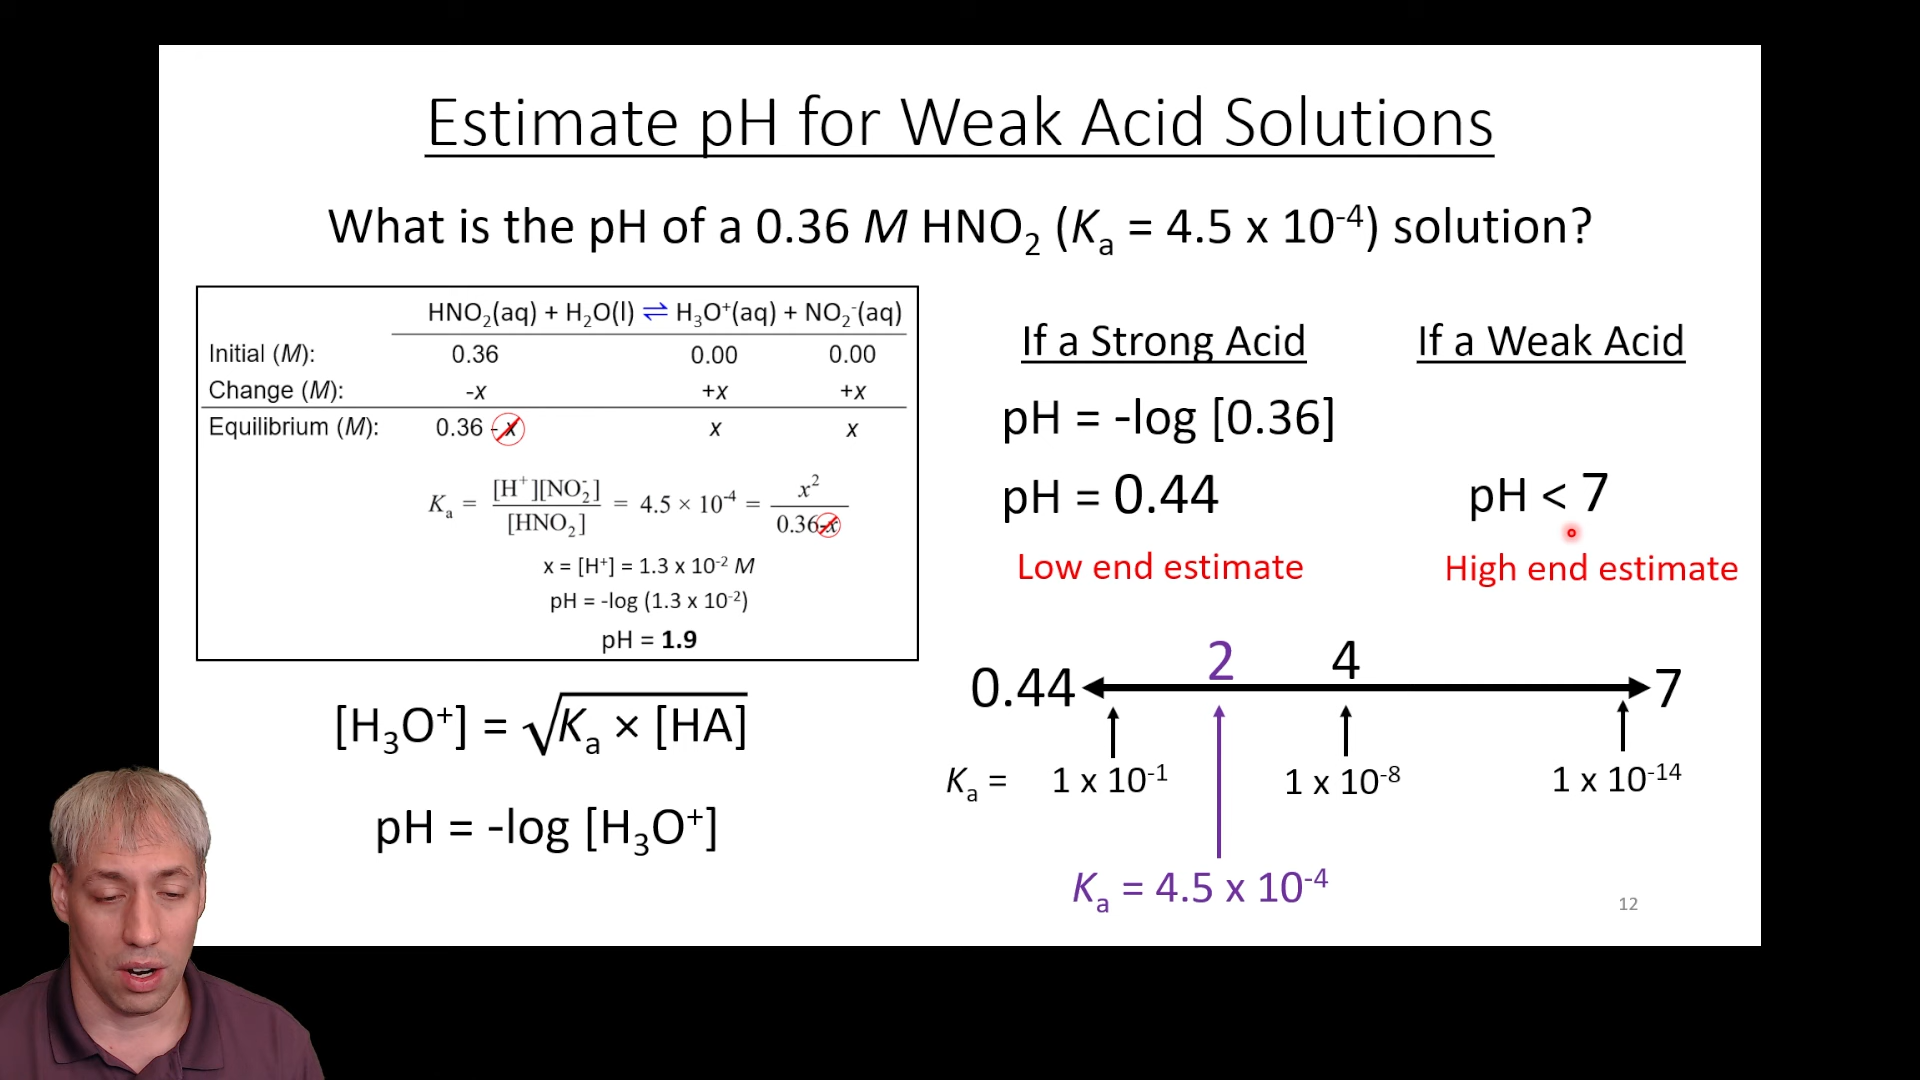 Estimate pH for Weak Acid Solutions
What is the pH of a 0.36 M HNO₂ (Kₐ = 4.5 x 10⁻⁴) solution?
HNO₂(aq) + H₂O(l) ⇌ H₃O⁺(aq) + NO₂⁻(aq)
Initial (M): 0.36 0.00 0.00
Change (M): -x +x +x
Equilibrium (M): 0.36 - x x x
Kₐ = [H⁺][NO₂⁻] / [HNO₂] = 4.5 × 10⁻⁴ = x² / 0.36-x
x = [H⁺] = 1.3 x 10⁻² M
pH = -log (1.3 x 10⁻²)
pH = 1.9
[H₃O⁺] = √Kₐ × [HA]
pH = -log [H₃O⁺]
If a Strong Acid
pH = -log [0.36]
pH = 0.44
Low end estimate
If a Weak Acid
pH < 7
High end estimate
0.44 2 4 7
Kₐ = 1 x 10⁻¹ 1 x 10⁻⁸ 1 x 10⁻¹⁴
Kₐ = 4.5 x 10⁻⁴
12